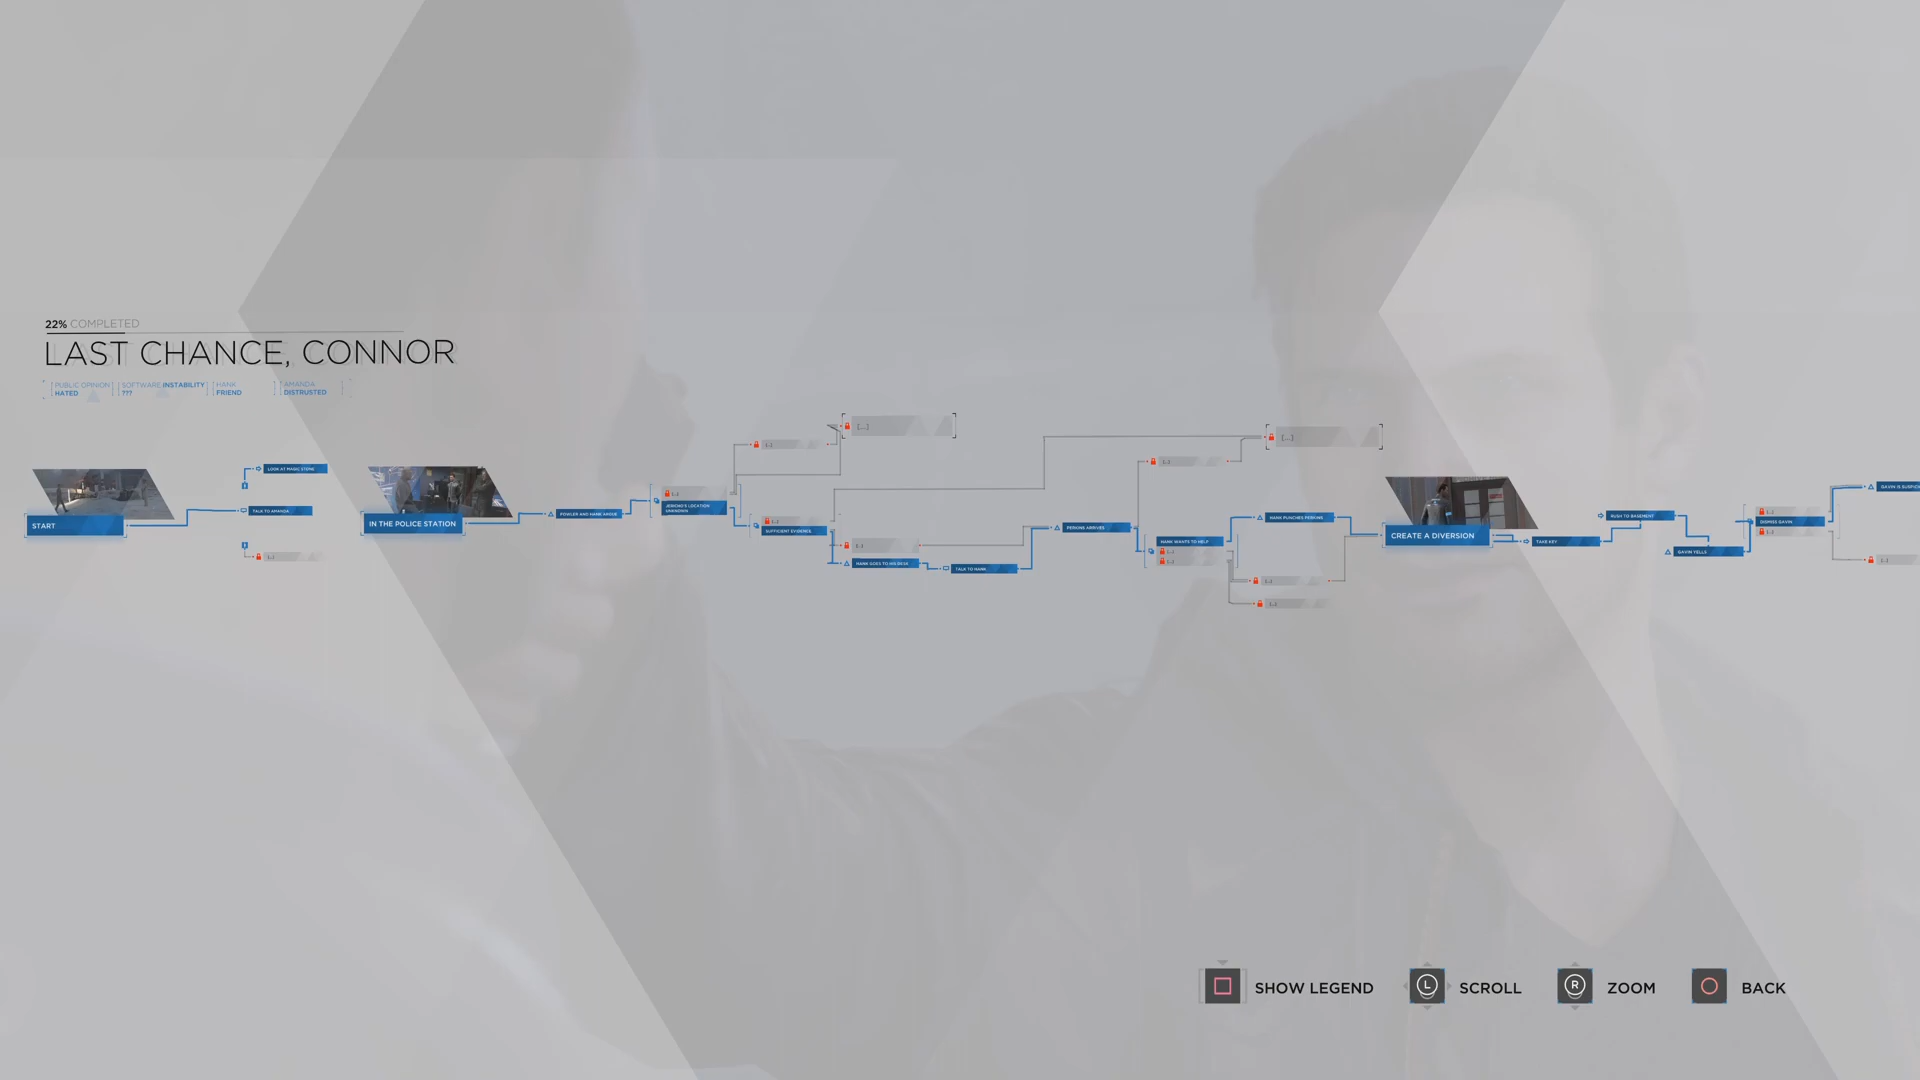 22% COMPLETED
LAST CHANCE, CONNOR
PUBLIC OPINION
HATED
SOFTWARE INSTABILITY
???
HANK
FRIEND
AMANDA
DISTRUSTED
START
LOOK AT MAGIC STONE
TALK TO AMANDA
[...]
IN THE POLICE STATION
FOWLER AND HANK ARGUE
[...]
JERICHO'S LOCATION
UNKNOWN
[...]
[...]
[...]
SUFFICIENT EVIDENCE
[...]
HANK GOES TO HIS DESK
TALK TO HANK
PERKINS ARRIVES
[...]
[...]
HANK WANTS TO HELP
[...]
[...]
HANK PUNCHES PERKINS
[...]
[...]
CREATE A DIVERSION
TAKE KEY
RUSH TO BASEMENT
GAVIN YELLS
[...]
DISMISS GAVIN
[...]
GAVIN IS SUSPIC
[...]
SHOW LEGEND
L
SCROLL
R
ZOOM
BACK